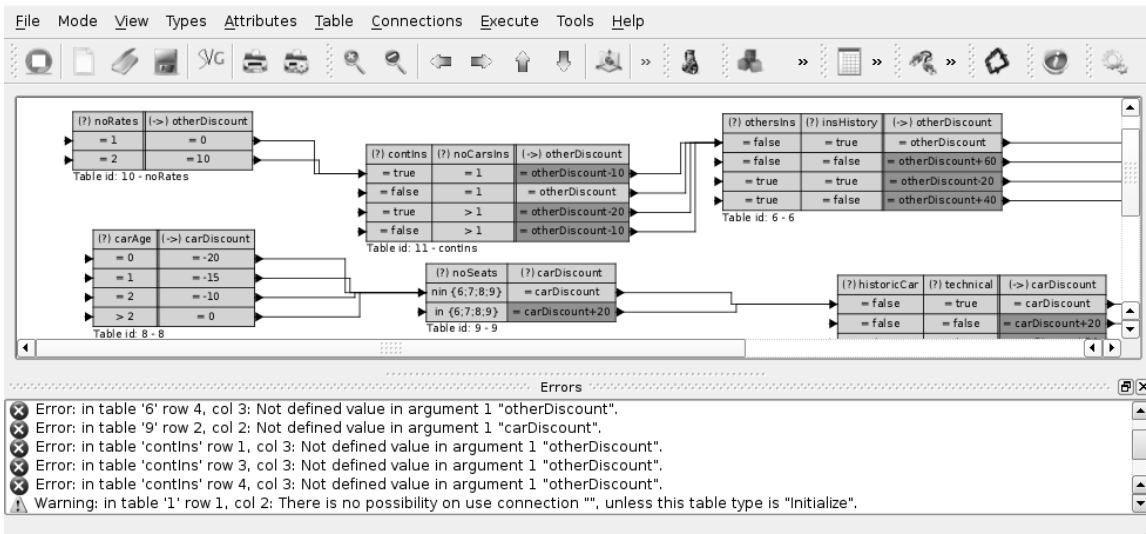 File Mode View Types Attributes Table Connections Execute Tools Help
SVG » » » »
(?) noRates (->) otherDiscount
= 1 = 0
= 2 = 10
Table id: 10 - noRates
(?) contIns (?) noCarsIns (->) otherDiscount
= true = 1 = otherDiscount-10
= false = 1 = otherDiscount
= true > 1 = otherDiscount-20
= false > 1 = otherDiscount-10
Table id: 11 - contIns
(?) othersIns (?) insHistory (->) otherDiscount
= false = true = otherDiscount
= false = false = otherDiscount+60
= true = true = otherDiscount-20
= true = false = otherDiscount+40
Table id: 6 - 6
(?) carAge (->) carDiscount
= 0 = -20
= 1 = -15
= 2 = -10
> 2 = 0
Table id: 8 - 8
(?) noSeats (?) carDiscount
nin {6;7;8;9} = carDiscount
in {6;7;8;9} = carDiscount+20
Table id: 9 - 9
(?) historicCar (?) technical (->) carDiscount
= false = true = carDiscount
= false = false = carDiscount+20
Errors
Error: in table '6' row 4, col 3: Not defined value in argument 1 "otherDiscount".
Error: in table '9' row 2, col 2: Not defined value in argument 1 "carDiscount".
Error: in table 'contIns' row 1, col 3: Not defined value in argument 1 "otherDiscount".
Error: in table 'contIns' row 3, col 3: Not defined value in argument 1 "otherDiscount".
Error: in table 'contIns' row 4, col 3: Not defined value in argument 1 "otherDiscount".
Warning: in table '1' row 1, col 2: There is no possibility on use connection "", unless this table type is "Initialize".